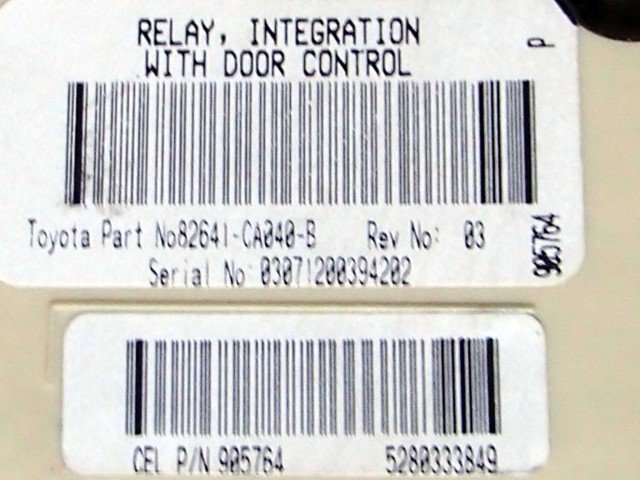 RELAY, INTEGRATION
WITH DOOR CONTROL
P
Toyota Part No82641-CA040-B Rev No: 03
Serial No 03071200394202
905764
CEL P/N 905764 5280333849